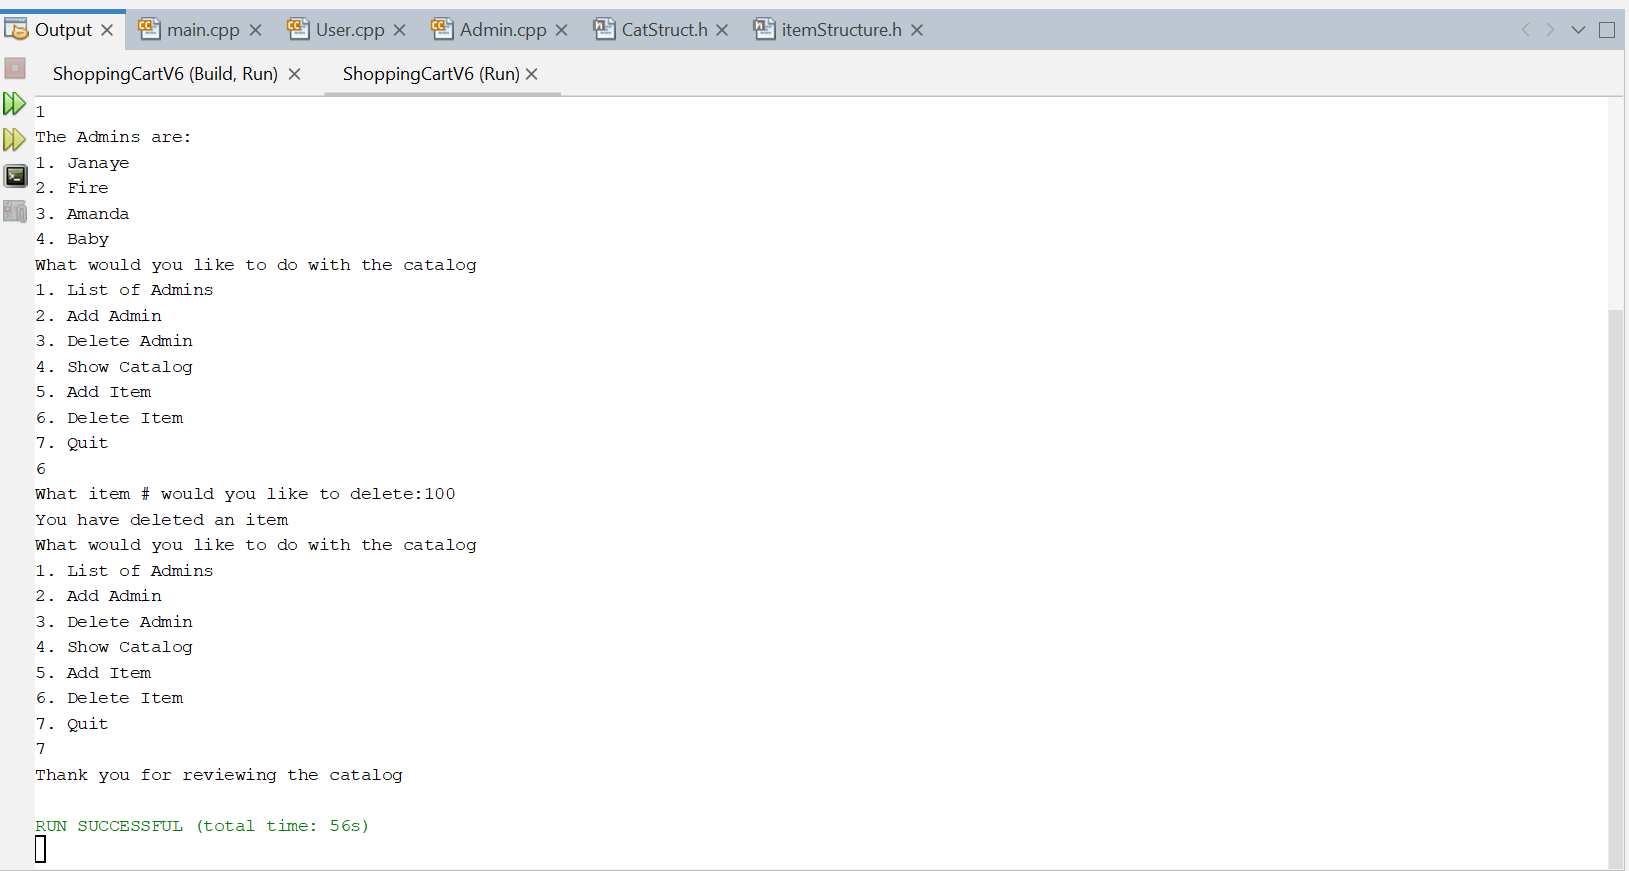 Output main.cpp User.cpp Admin.cpp CatStruct.h itemStructure.h
ShoppingCartV6 (Build, Run) ShoppingCartV6 (Run)
1
The Admins are:
1. Janaye
2. Fire
3. Amanda
4. Baby
What would you like to do with the catalog
1. List of Admins
2. Add Admin
3. Delete Admin
4. Show Catalog
5. Add Item
6. Delete Item
7. Quit
6
What item # would you like to delete:100
You have deleted an item
What would you like to do with the catalog
1. List of Admins
2. Add Admin
3. Delete Admin
4. Show Catalog
5. Add Item
6. Delete Item
7. Quit
7
Thank you for reviewing the catalog
RUN SUCCESSFUL (total time: 56s)